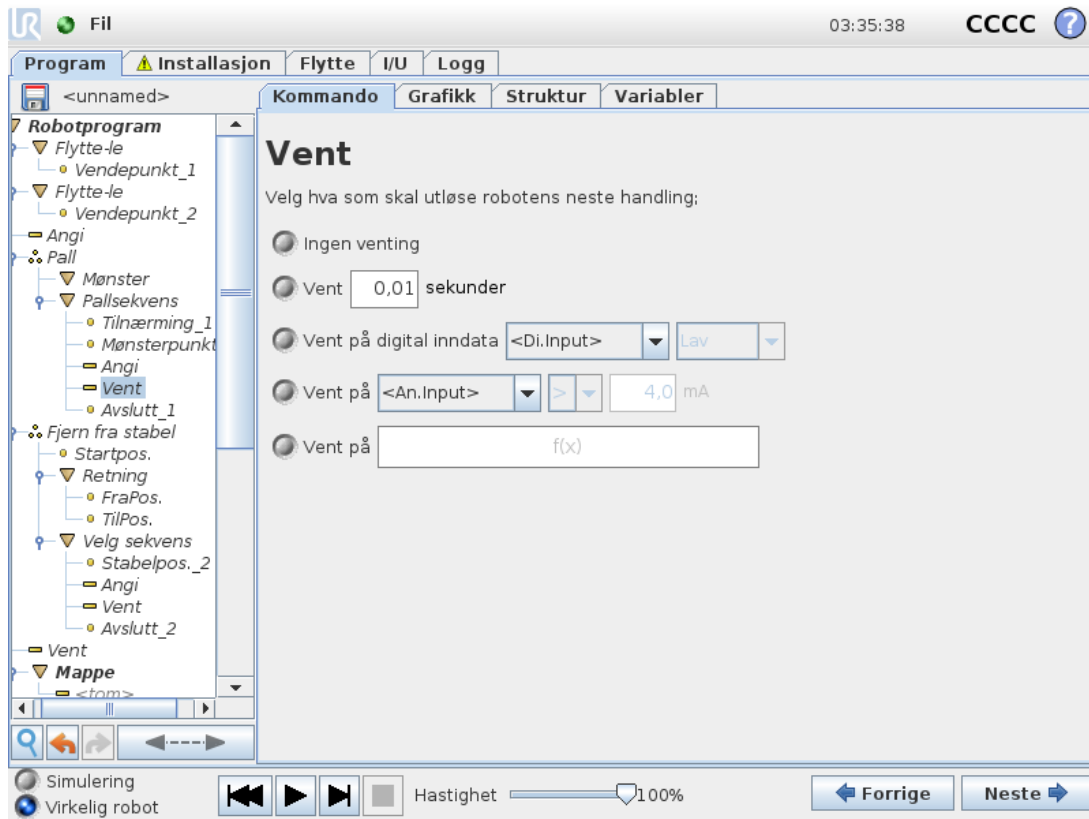 UR Fil 03:35:38 CCCC ?
Program Installasjon Flytte I/U Logg
<unnamed> Kommando Grafikk Struktur Variabler
Robotprogram
Flytte-le
Vendepunkt_1
Flytte-le
Vendepunkt_2
Angi
Pall
Mønster
Pallsekvens
Tilnærming_1
Mønsterpunkt
Angi
Vent
Avslutt_1
Fjern fra stabel
Startpos.
Retning
FraPos.
TilPos.
Velg sekvens
Stabelpos._2
Angi
Vent
Avslutt_2
Vent
Mappe
<tom>
Vent
Velg hva som skal utløse robotens neste handling;
Ingen venting
Vent 0,01 sekunder
Vent på digital inndata <Di.Input> Lav
Vent på <An.Input> > 4,0 mA
Vent på f(x)
Simulering
Virkelig robot
Hastighet 100%
Forrige Neste